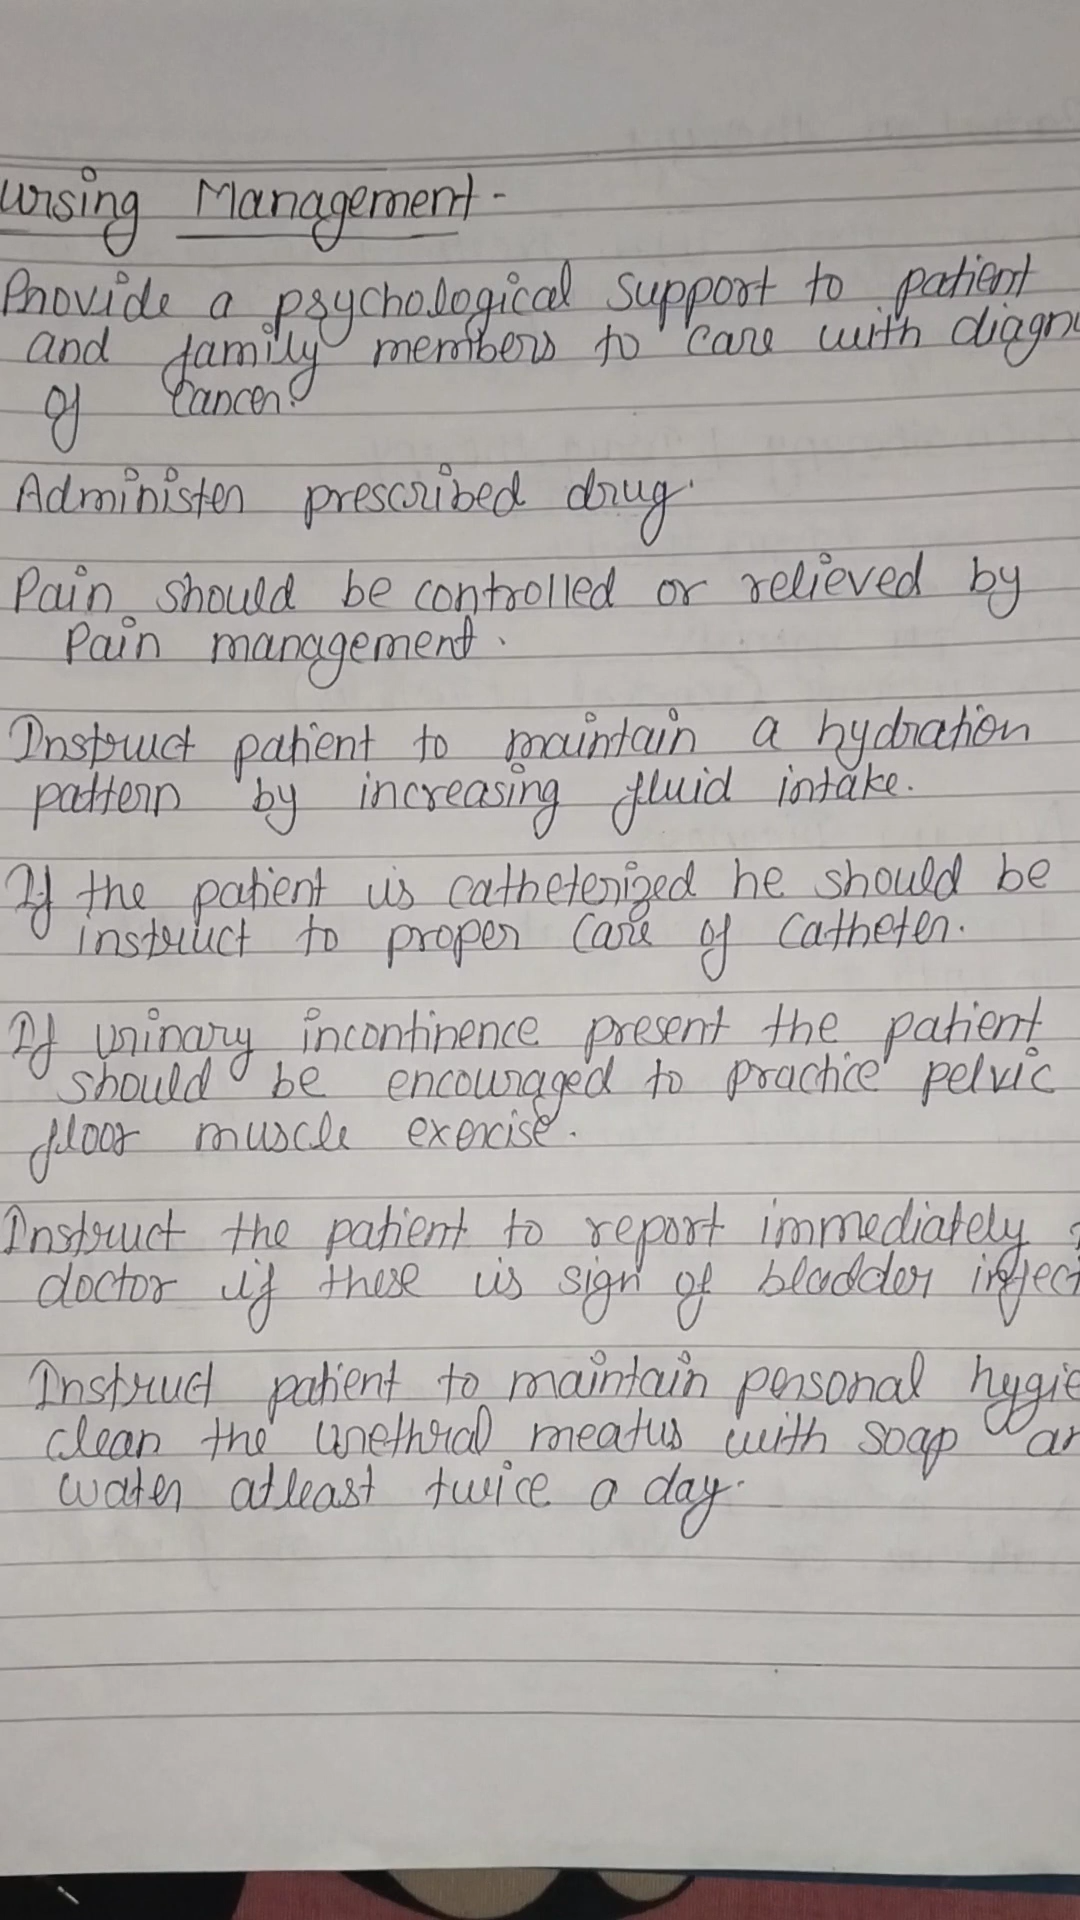 ursing Management -
Provide a psychological support to patient
and family members to care with diagn
of Cancer.
Administer prescribed drug.
Pain should be controlled or relieved by
Pain management.
Instruct patient to maintain a hydration
pattern by increasing fluid intake.
If the patient is catheterized he should be
instruct to proper care of catheter.
If urinary incontinence present the patient
should be encouraged to practice pelvic
floor muscle exercise.
Instruct the patient to report immediately
doctor if these is sign of bladder infect
Instruct patient to maintain personal hygie
clean the urethral meatus with soap an
water atleast twice a day.